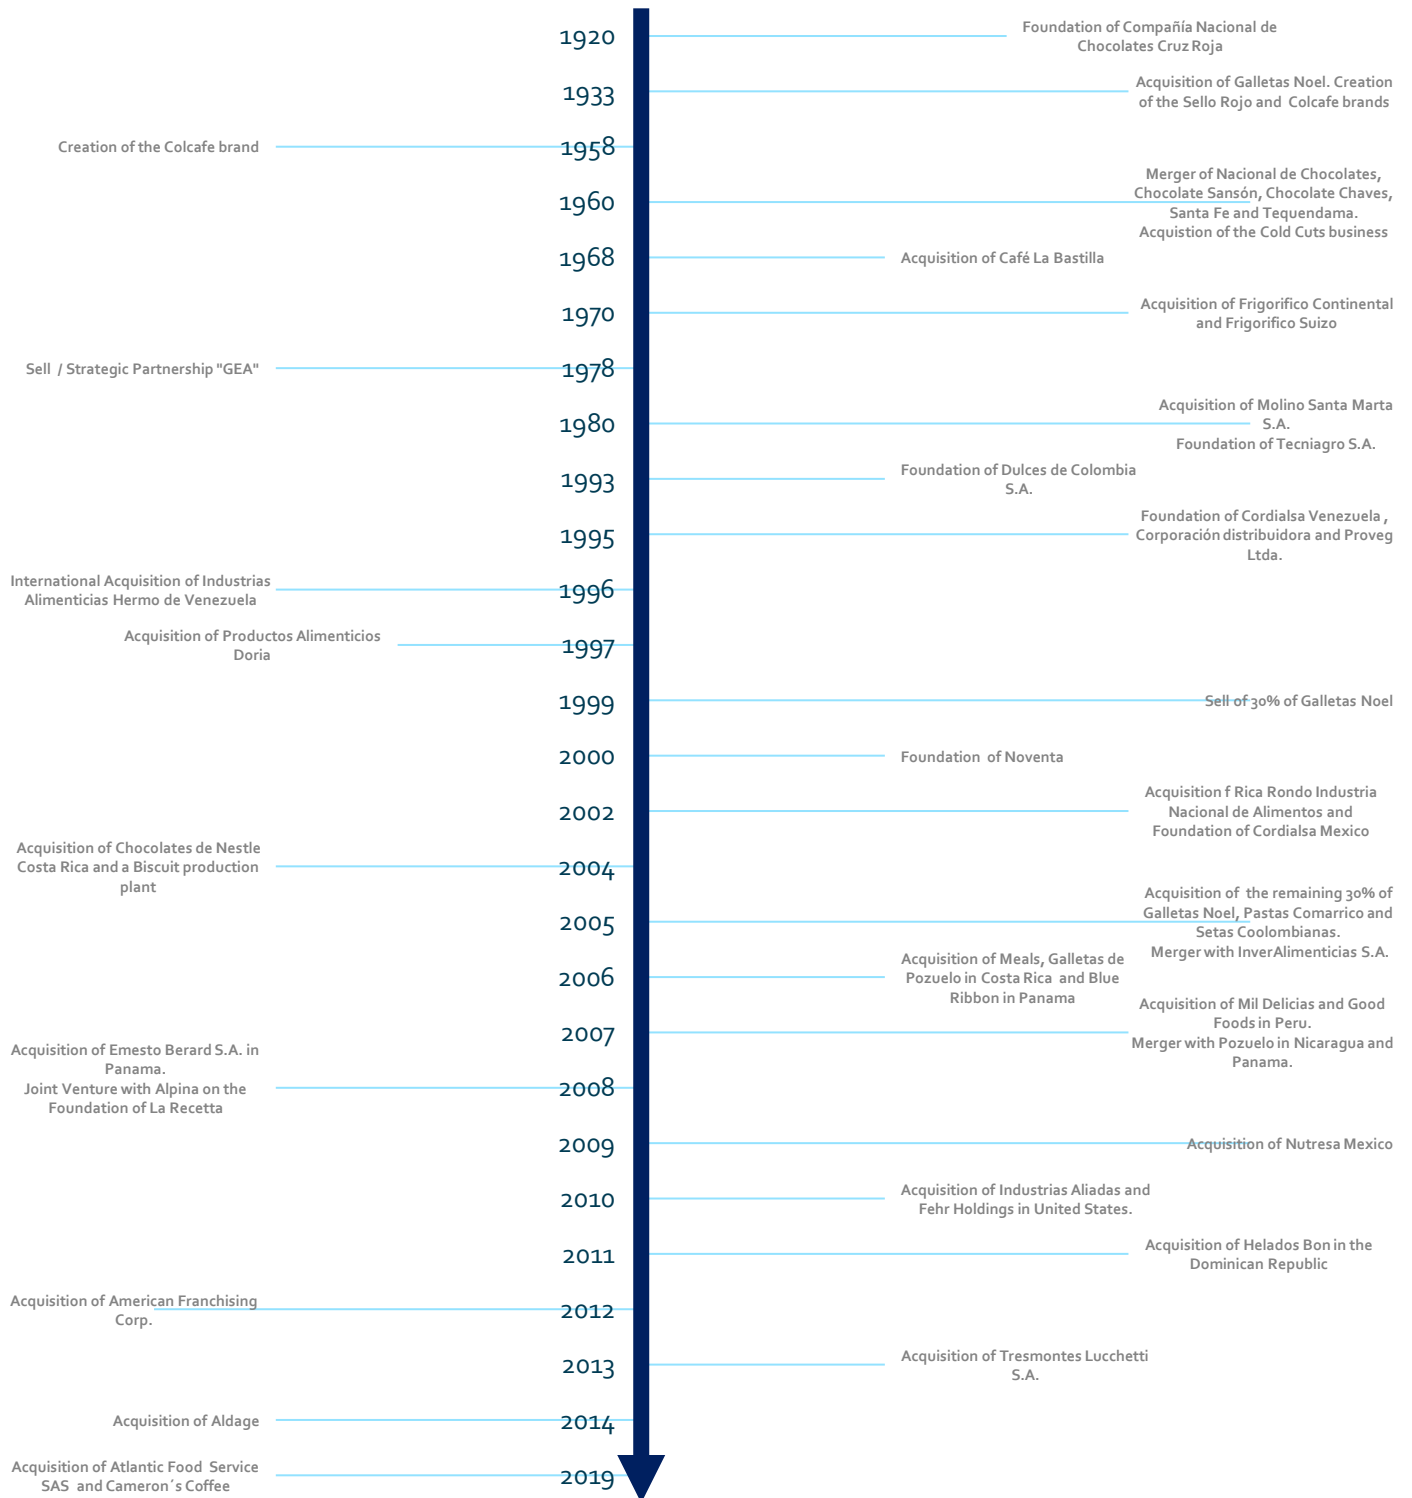 1920
Foundation of Compañía Nacional de
Chocolates Cruz Roja
1933
Acquisition of Galletas Noel. Creation
of the Sello Rojo and Colcafe brands
Creation of the Colcafe brand
1958
1960
Merger of Nacional de Chocolates,
Chocolate Sansón, Chocolate Chaves,
Santa Fe and Tequendama.
Acquistion of the Cold Cuts business
1968
Acquisition of Café La Bastilla
1970
Acquisition of Frigorifico Continental
and Frigorifico Suizo
Sell / Strategic Partnership "GEA"
1978
1980
Acquisition of Molino Santa Marta
S.A.
Foundation of Tecniagro S.A.
1993
Foundation of Dulces de Colombia
S.A.
1995
Foundation of Cordialsa Venezuela ,
Corporación distribuidora and Proveg
Ltda.
International Acquisition of Industrias
Alimenticias Hermo de Venezuela
1996
Acquisition of Productos Alimenticios
Doria
1997
1999
Sell of 30% of Galletas Noel
2000
Foundation of Noventa
2002
Acquisition f Rica Rondo Industria
Nacional de Alimentos and
Foundation of Cordialsa Mexico
Acquisition of Chocolates de Nestle
Costa Rica and a Biscuit production
plant
2004
2005
Acquisition of the remaining 30% of
Galletas Noel, Pastas Comarrico and
Setas Coolombianas.
Merger with InverAlimenticias S.A.
2006
Acquisition of Meals, Galletas de
Pozuelo in Costa Rica and Blue
Ribbon in Panama
2007
Acquisition of Mil Delicias and Good
Foods in Peru.
Merger with Pozuelo in Nicaragua and
Panama.
Acquisition of Emesto Berard S.A. in
Panama.
Joint Venture with Alpina on the
Foundation of La Recetta
2008
2009
Acquisition of Nutresa Mexico
2010
Acquisition of Industrias Aliadas and
Fehr Holdings in United States.
2011
Acquisition of Helados Bon in the
Dominican Republic
Acquisition of American Franchising
Corp.
2012
2013
Acquisition of Tresmontes Lucchetti
S.A.
Acquisition of Aldage
2014
Acquisition of Atlantic Food Service
SAS and Cameron´s Coffee
2019